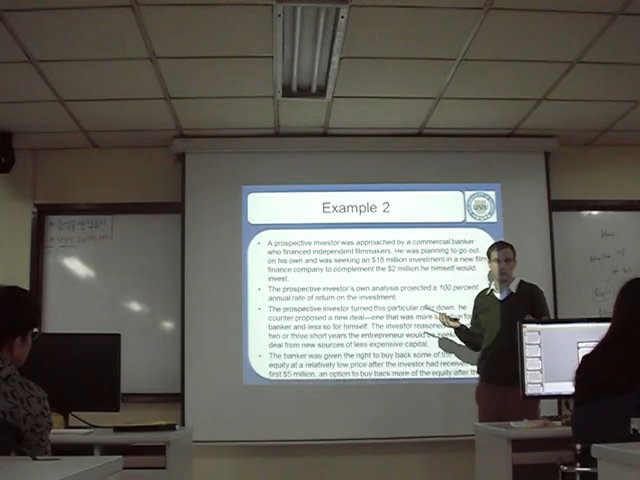 Example 2
• A prospective investor was approached by a commercial banker
who financed independent filmmakers. He was planning to go out
on his own and was seeking an $18 million investment in a new film
finance company to complement the $2 million he himself would
invest.
• The prospective investor's own analysis projected a 100 percent
annual rate of return on the investment.
• The prospective investor turned this particular offer down, he
counter proposed a new deal—one that was more
banker and less so for himself. The investor reasoned
two or three short years the entrepreneur would be
deal from new sources of less expensive capital.
• The banker was given the right to buy back some of
equity at a relatively low price after the investor had received
first $5 million, an option to buy back more of the equity after